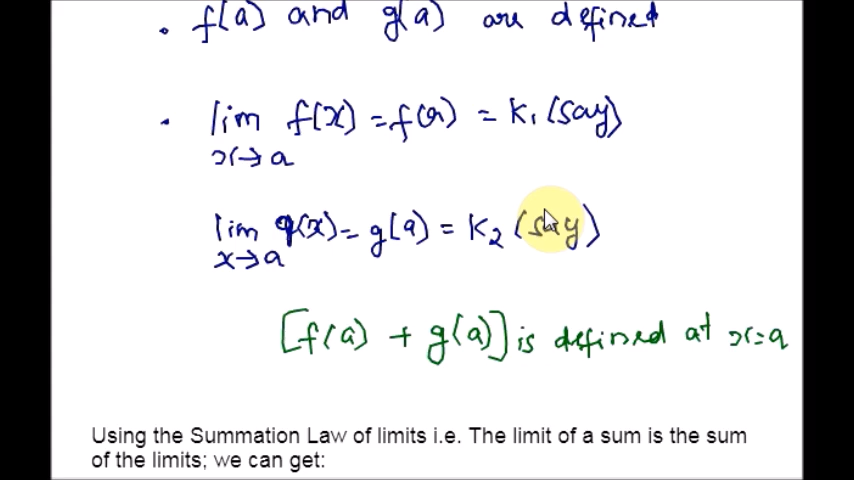 . f(a) and g(a) are defined
. lim f(x) = f(a) = K₁ (say)
x→a
lim g(x) = g(a) = K₂ (say)
x→a
[f(a) + g(a)] is defined at x=a
Using the Summation Law of limits i.e. The limit of a sum is the sum
of the limits; we can get: